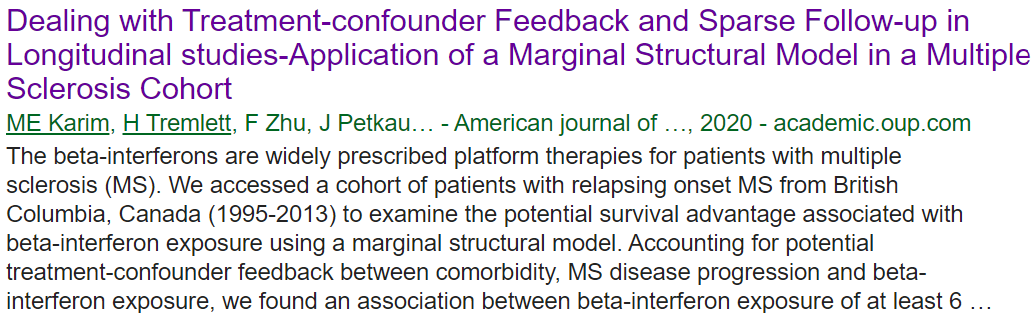 Dealing with Treatment-confounder Feedback and Sparse Follow-up in
Longitudinal studies-Application of a Marginal Structural Model in a Multiple
Sclerosis Cohort
ME Karim, H Tremlett, F Zhu, J Petkau… - American journal of …, 2020 - academic.oup.com
The beta-interferons are widely prescribed platform therapies for patients with multiple
sclerosis (MS). We accessed a cohort of patients with relapsing onset MS from British
Columbia, Canada (1995-2013) to examine the potential survival advantage associated with
beta-interferon exposure using a marginal structural model. Accounting for potential
treatment-confounder feedback between comorbidity, MS disease progression and beta-
interferon exposure, we found an association between beta-interferon exposure of at least 6 …